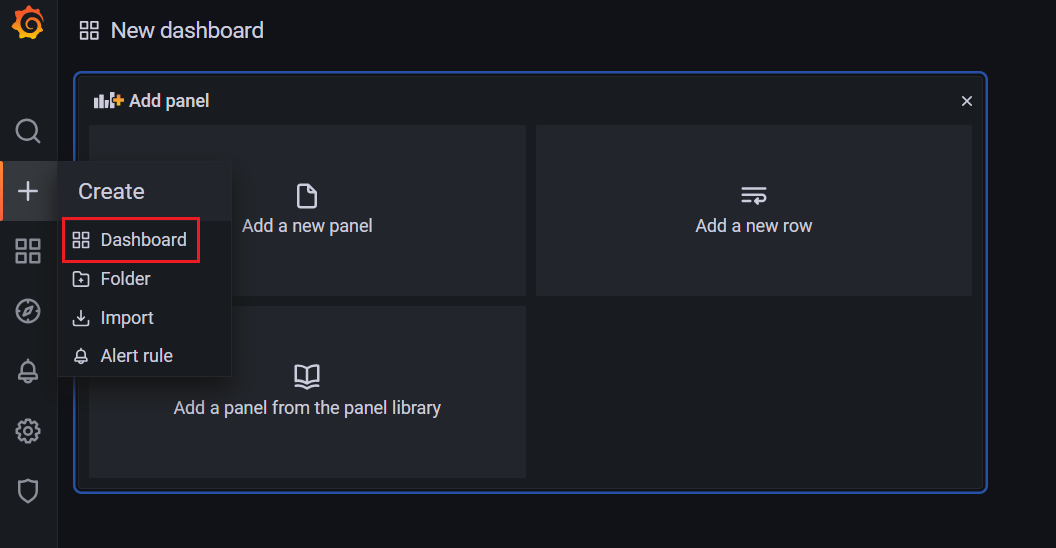 New dashboard
Add panel
Create
Dashboard
Folder
Import
Alert rule
Add a new panel
Add a new row
Add a panel from the panel library